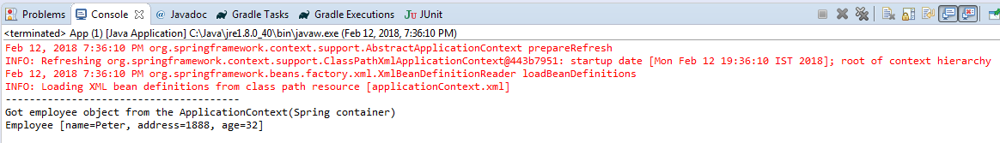 Problems Console Javadoc Gradle Tasks Gradle Executions JUnit
<terminated> App (1) [Java Application] C:\Java\jre1.8.0_40\bin\javaw.exe (Feb 12, 2018, 7:36:10 PM)
Feb 12, 2018 7:36:10 PM org.springframework.context.support.AbstractApplicationContext prepareRefresh
INFO: Refreshing org.springframework.context.support.ClassPathXmlApplicationContext@443b7951: startup date [Mon Feb 12 19:36:10 IST 2018]; root of context hierarchy
Feb 12, 2018 7:36:10 PM org.springframework.beans.factory.xml.XmlBeanDefinitionReader loadBeanDefinitions
INFO: Loading XML bean definitions from class path resource [applicationContext.xml]
--------------------------------------
Got employee object from the ApplicationContext(Spring container)
Employee [name=Peter, address=1888, age=32]